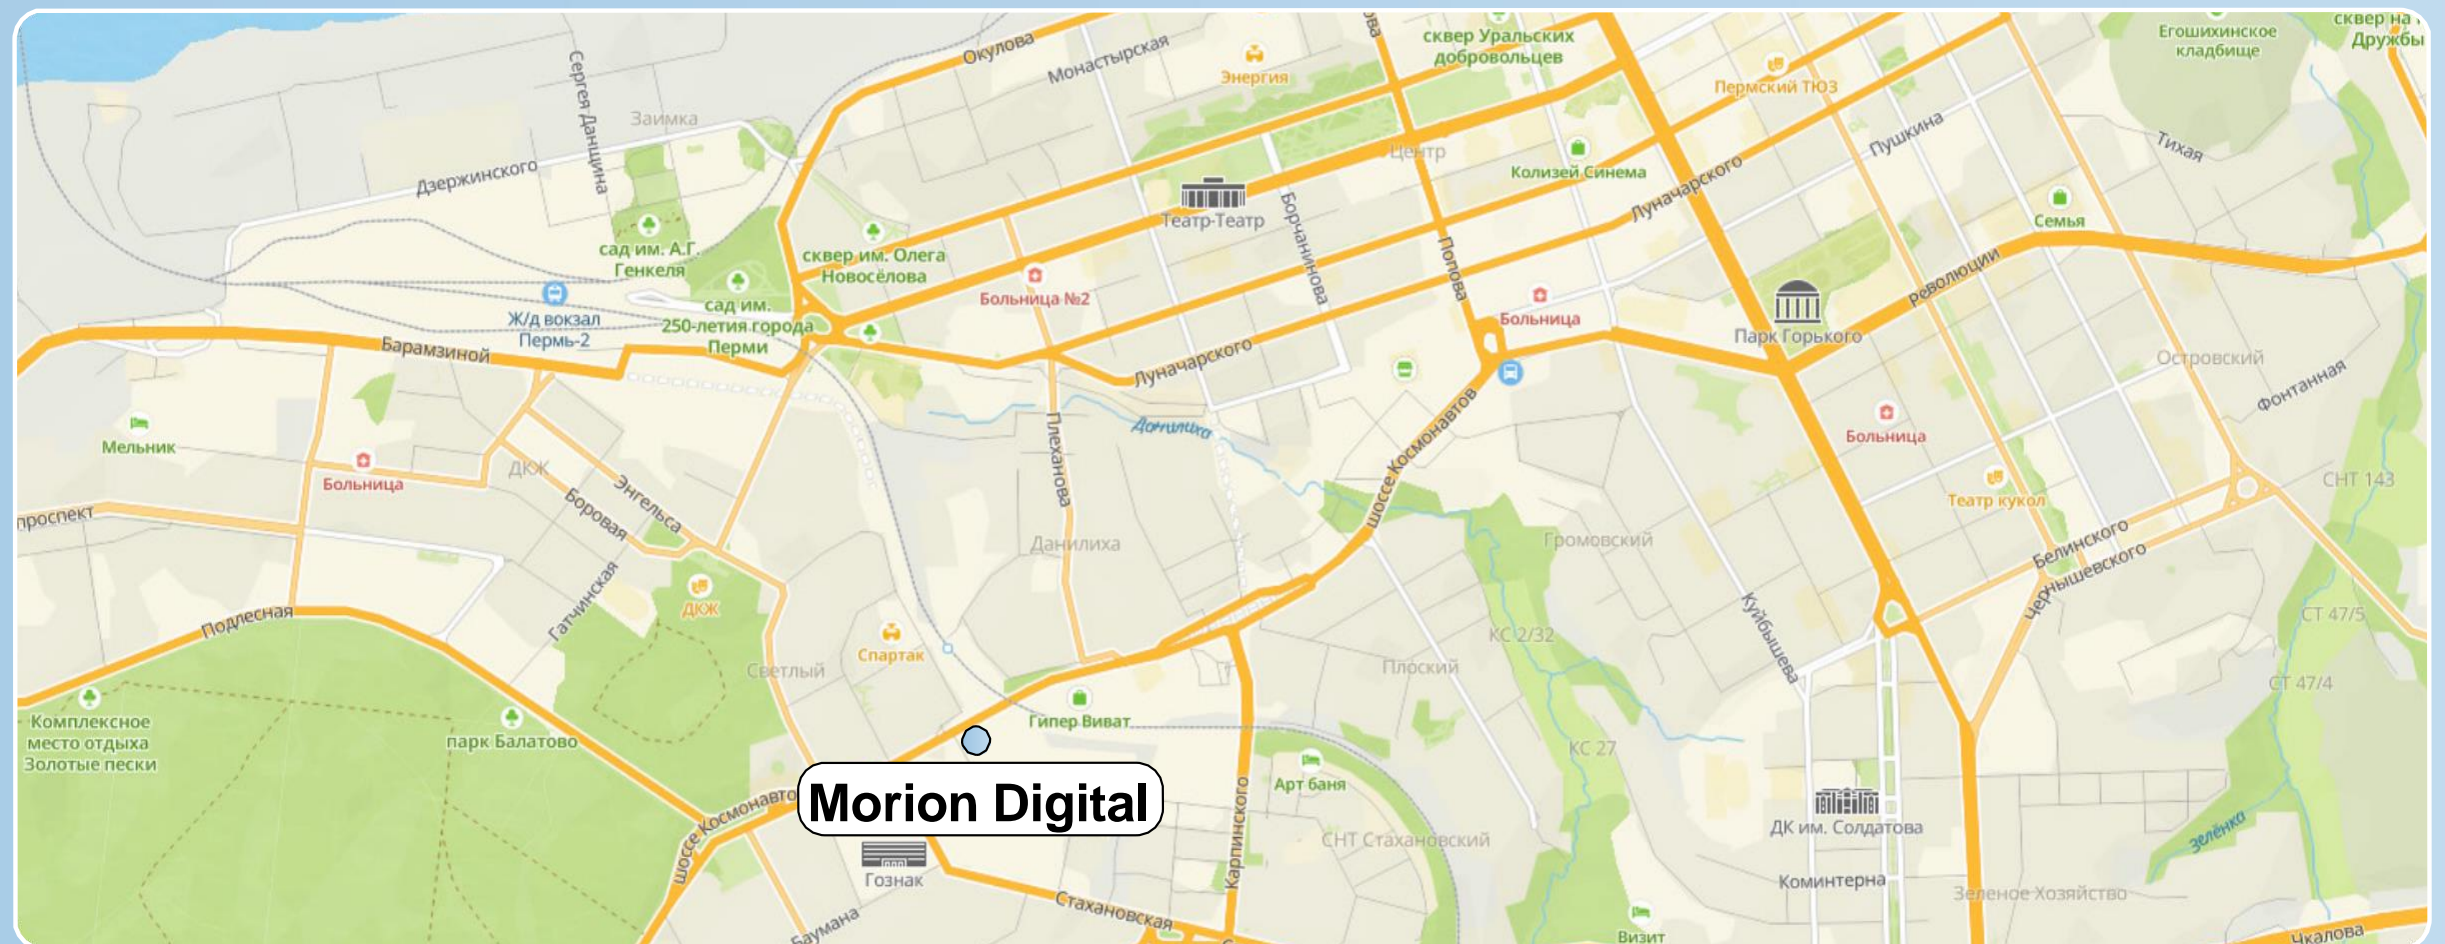 сквер на
Дружбы
Егошихинское
кладбище
сквер Уральских
добровольцев
Окулова
Монастырская
Энергия
Пермский ТЮЗ
Сергея Данщина
Заимка
Дзержинского
Центр
Колизей Синема
Пушкина
Тихая
Луначарского
Театр-Театр
Борчанинова
Попова
Семья
сад им. А.Г.
Генкеля
сквер им. Олега
Новосёлова
Больница №2
Революции
сад им.
250-летия города
Перми
Ж/д вокзал
Пермь-2
Больница
Парк Горького
Барамзиной
Луначарского
Островский
Фонтанная
Мельник
Больница
ДКЖ
Плеханова
Данилиха
шоссе Космонавтов
Больница
Театр кукол
СНТ 143
проспект
Энгельса
Боровая
Данилиха
Громовский
Белинского
Чернышевского
Гатчинская
Подлесная
ДКЖ
Спартак
Светлый
КС 2/32
Плоский
Куйбышева
СТ 47/5
СТ 47/4
Комплексное
место отдыха
Золотые пески
парк Балатово
Гипер Виват
КС 27
Арт баня
Morion Digital
шоссе Космонавто
Карпинского
СНТ Стахановский
ДК им. Солдатова
Зелёнка
Гознак
Коминтерна
Зеленое Хозяйство
Стахановская
Баумана
Визит
Чкалова